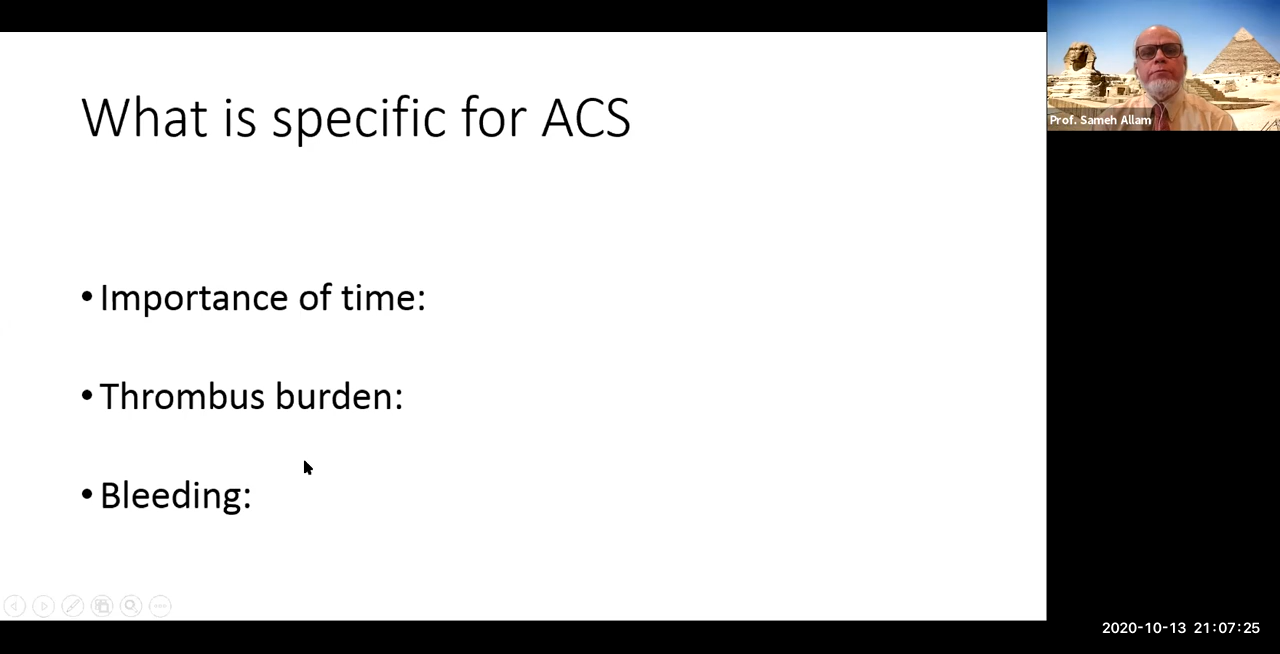 What is specific for ACS
• Importance of time:
• Thrombus burden:
• Bleeding:
Prof. Sameh Allam
2020-10-13 21:07:25